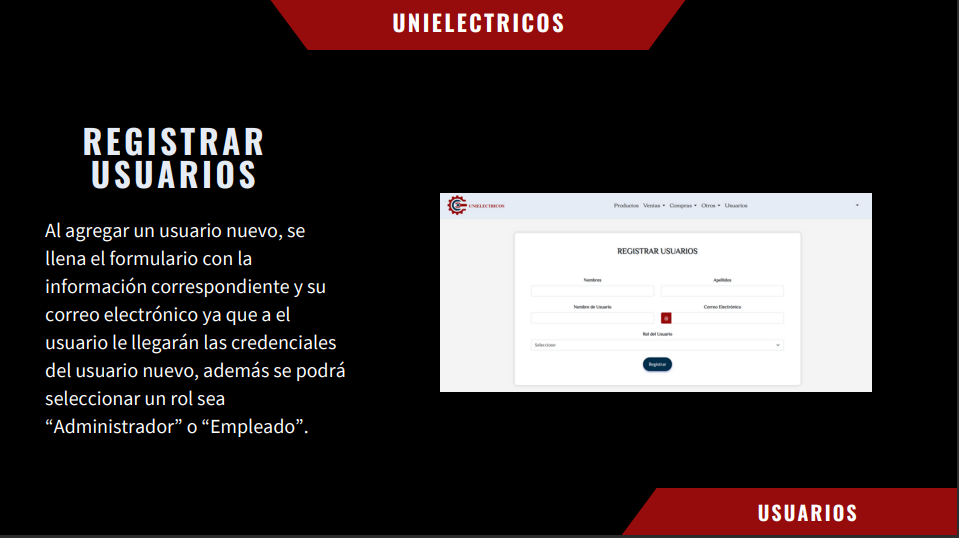 UNIELECTRICOS
REGISTRAR
USUARIOS
Al agregar un usuario nuevo, se
llena el formulario con la
información correspondiente y su
correo electrónico ya que a el
usuario le llegarán las credenciales
del usuario nuevo, además se podrá
seleccionar un rol sea
“Administrador” o “Empleado”.
UNIELECTRICOS
Productos Ventas Compras Otros Usuarios
REGISTRAR USUARIOS
Nombres Apellidos
Nombre de Usuario Correo Electrónico
@
Rol del Usuario
Seleccione
Registrar
USUARIOS